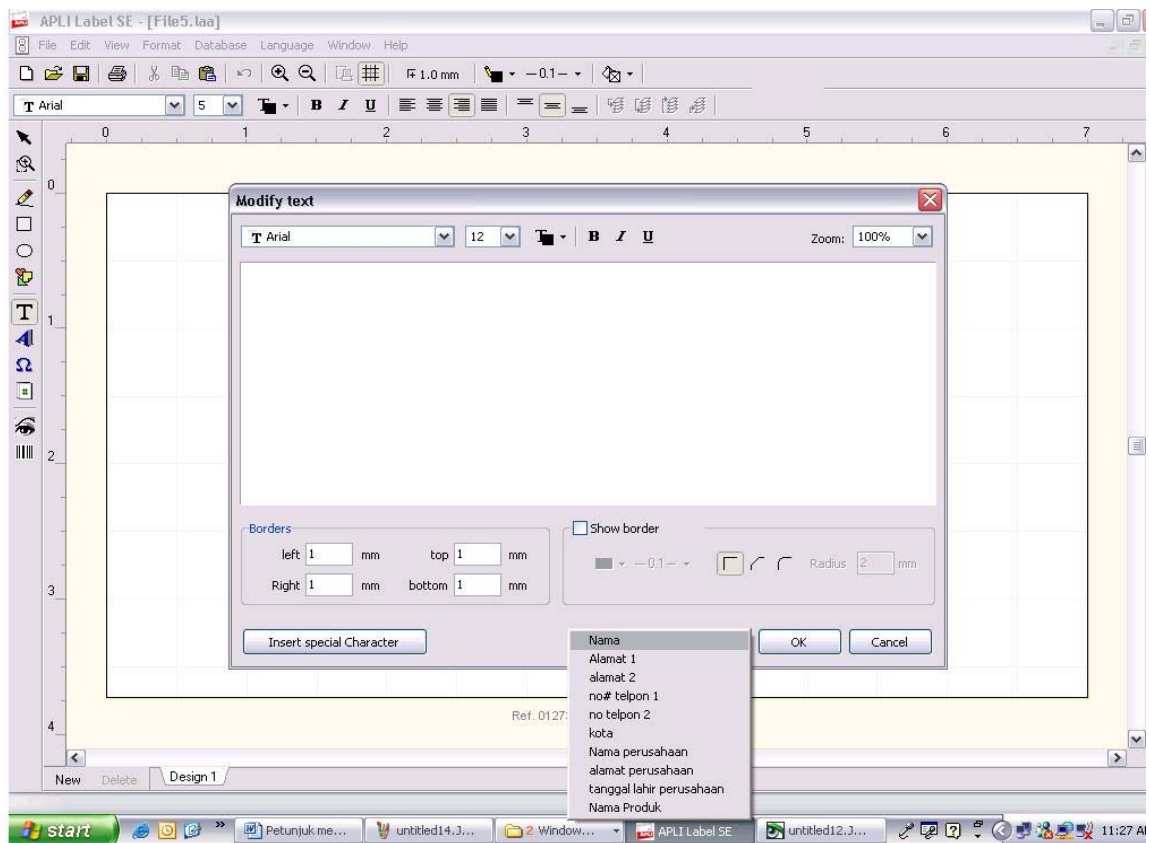 APLI Label SE - [File5.laa]
File Edit View Format Database Language Window Help
1.0 mm 0.1
T Arial 5 T B I U
0 1 2 3 4 5 6 7
0
Modify text
T Arial 12 T B I U Zoom: 100%
T
1
A
Ω
2
Borders
Show border
left 1 mm top 1 mm
0.1 Radius 2 mm
Right 1 mm bottom 1 mm
3
Insert special Character
OK Cancel
Nama
Alamat 1
alamat 2
no# telpon 1
no telpon 2
kota
Nama perusahaan
alamat perusahaan
tanggal lahir perusahaan
Nama Produk
Ref. 0127
4
New Delete Design 1
start Petunjuk me... untitled14.J... 2 Window... APLI Label SE untitled12.J... 11:27 A